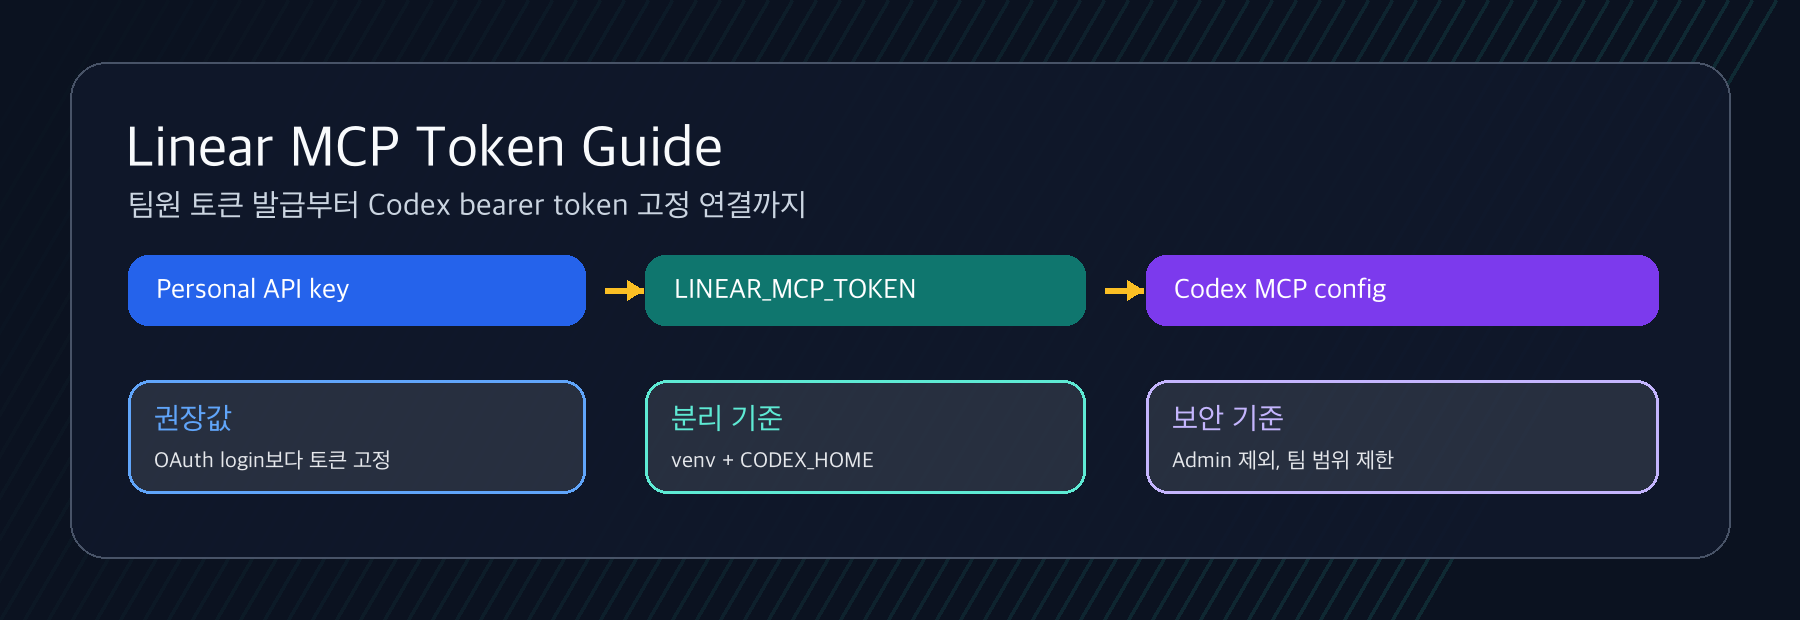 Linear MCP Token Guide
팀원 토큰 발급부터 Codex bearer token 고정 연결까지
Personal API key
LINEAR_MCP_TOKEN
Codex MCP config
권장값
OAuth login보다 토큰 고정
분리 기준
venv + CODEX_HOME
보안 기준
Admin 제외, 팀 범위 제한